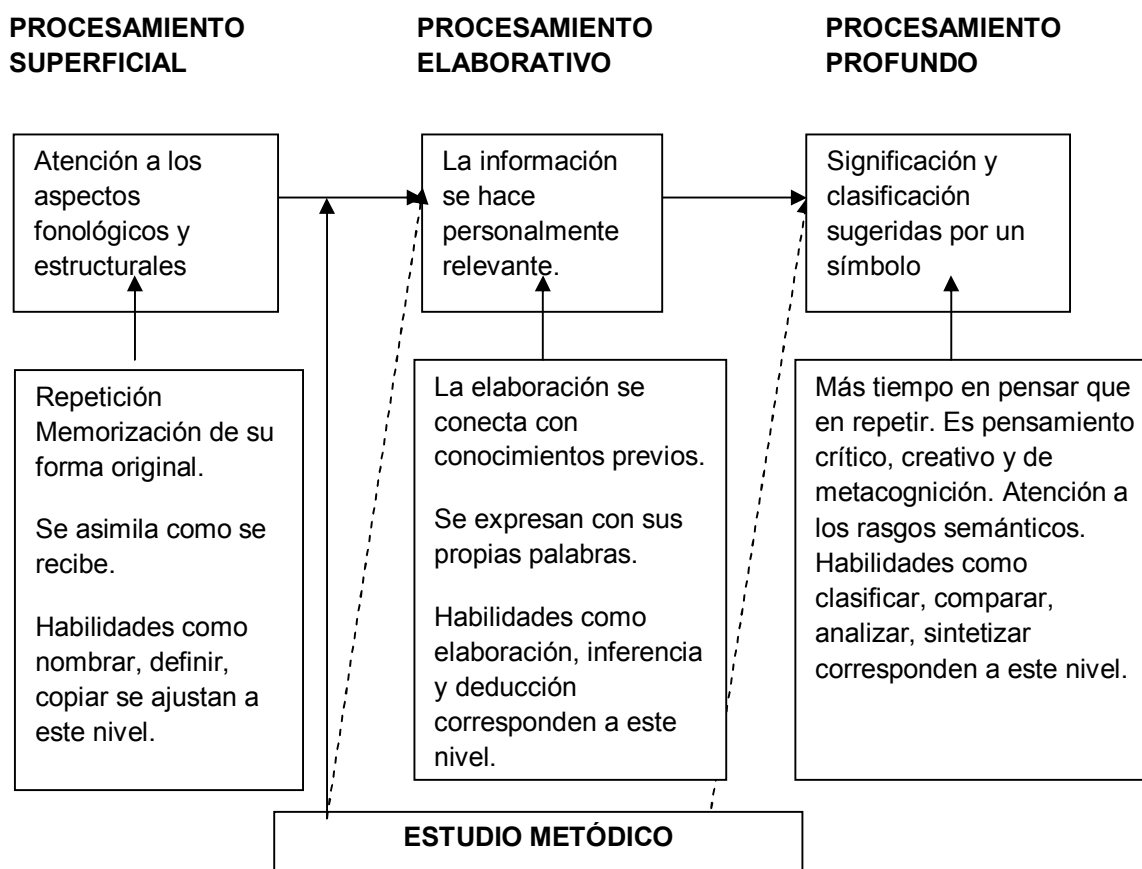 PROCESAMIENTO
SUPERFICIAL
PROCESAMIENTO
ELABORATIVO
PROCESAMIENTO
PROFUNDO
Atención a los
aspectos
fonológicos y
estructurales
La información
se hace
personalmente
relevante.
Significación y
clasificación
sugeridas por un
símbolo
Repetición
Memorización de su
forma original.
Se asimila como se
recibe.
Habilidades como
nombrar, definir,
copiar se ajustan a
este nivel.
La elaboración se
conecta con
conocimientos previos.
Se expresan con sus
propias palabras.
Habilidades como
elaboración, inferencia
y deducción
corresponden a este
nivel.
Más tiempo en pensar que
en repetir. Es pensamiento
crítico, creativo y de
metacognición. Atención a
los rasgos semánticos.
Habilidades como
clasificar, comparar,
analizar, sintetizar
corresponden a este nivel.
ESTUDIO METÓDICO